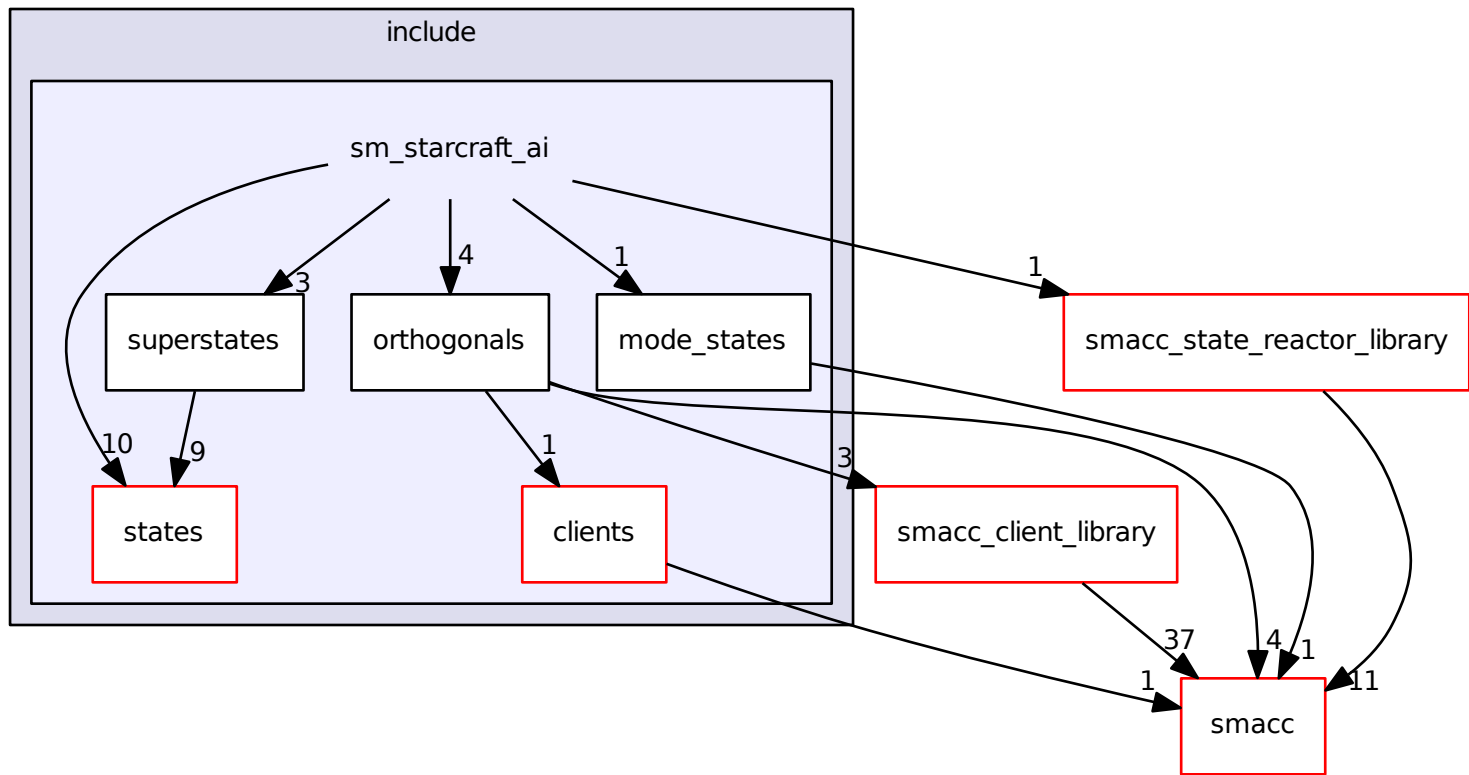 include
sm_starcraft_ai
1
1
4
3
superstates
orthogonals
mode_states
smacc_state_reactor_library
10
9
1
3
states
clients
smacc_client_library
37
4
1
1
11
smacc